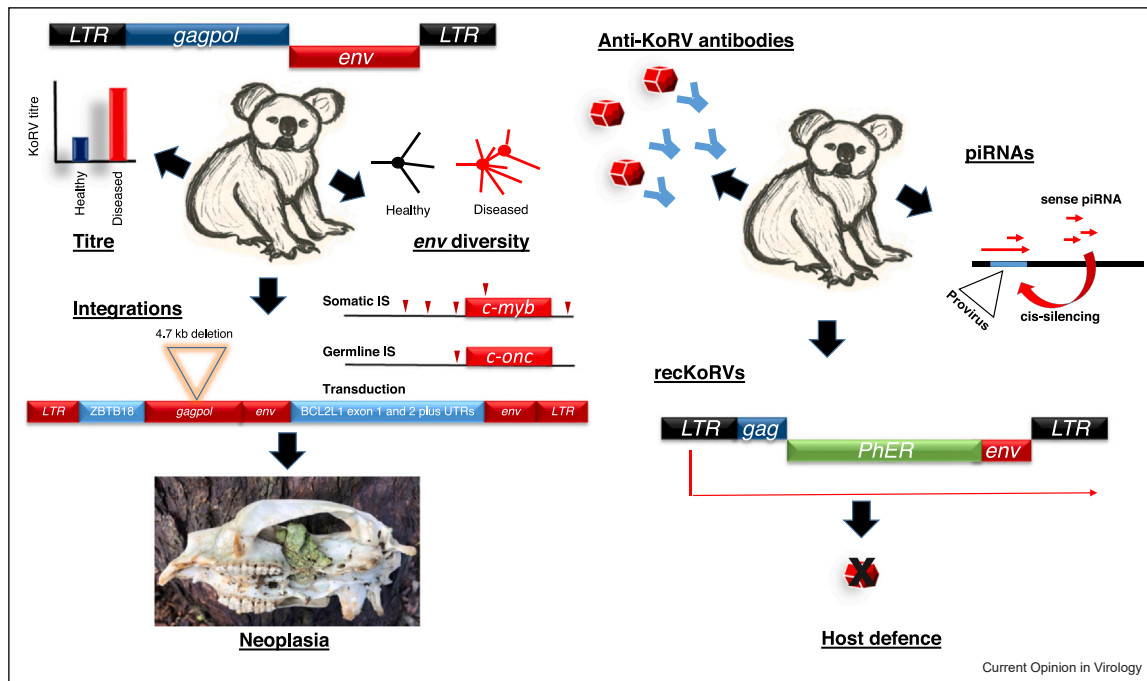 LTR gagpol LTR
env
KoRV titre
Healthy
Diseased
Titre
Healthy Diseased
env diversity
Integrations
4.7 kb deletion
Somatic IS
c-myb
Germline IS
c-onc
Transduction
LTR ZBTB18 gagpol env BCL2L1 exon 1 and 2 plus UTRs env LTR
Neoplasia
Anti-KoRV antibodies
piRNAs
sense piRNA
Provirus
cis-silencing
recKoRVs
LTR gag LTR
PhER env
X
Host defence
Current Opinion in Virology